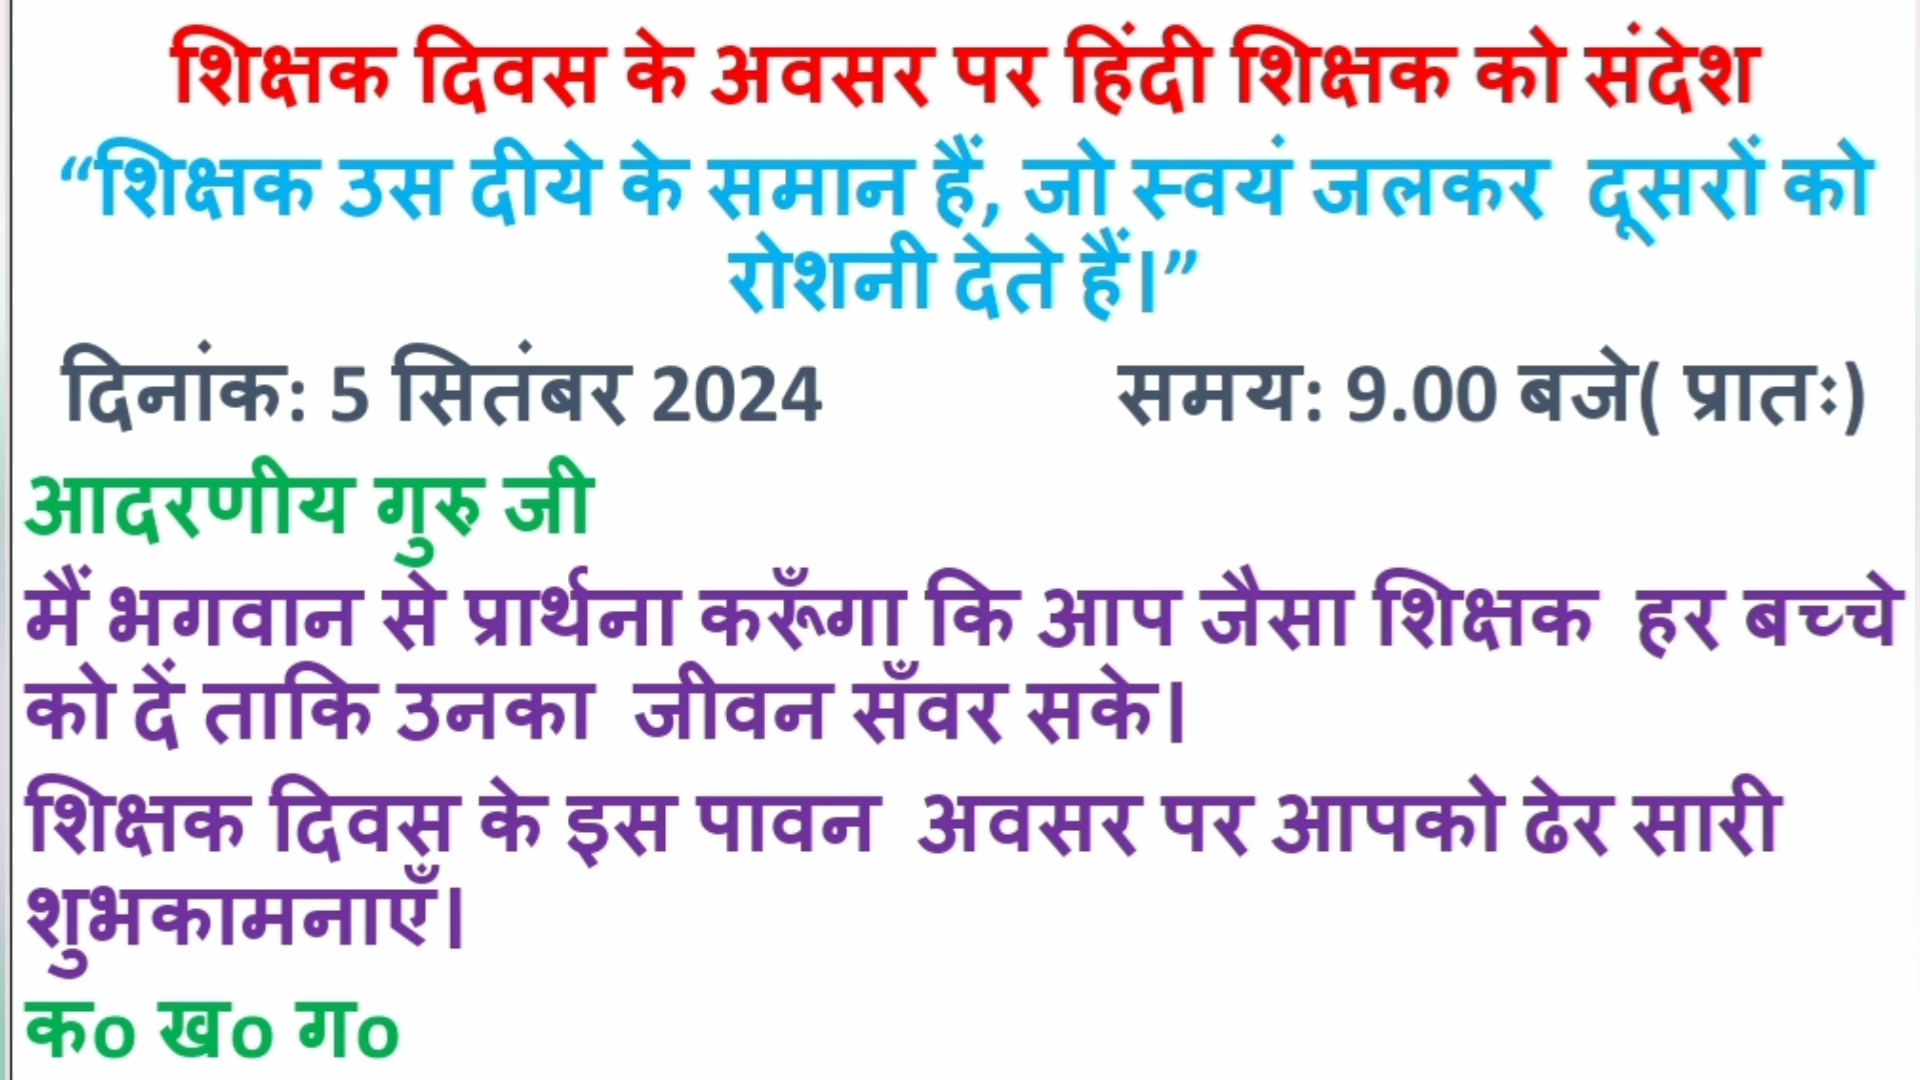 शिक्षक दिवस के अवसर पर हिंदी शिक्षक को संदेश
“शिक्षक उस दीये के समान हैं, जो स्वयं जलकर दूसरों को
रोशनी देते हैं।”
दिनांक: 5 सितंबर 2024 समय: 9.00 बजे( प्रातः)
आदरणीय गुरु जी
मैं भगवान से प्रार्थना करूँगा कि आप जैसा शिक्षक हर बच्चे
को दें ताकि उनका जीवन सँवर सके।
शिक्षक दिवस के इस पावन अवसर पर आपको ढेर सारी
शुभकामनाएँ।
क० ख० ग०